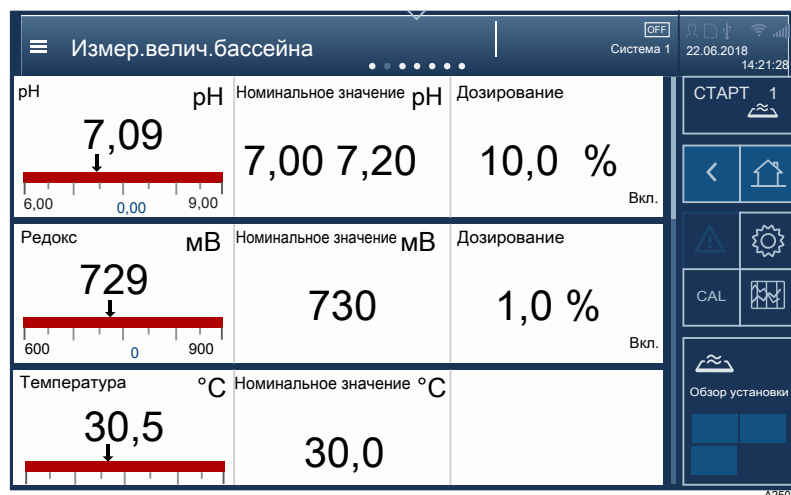 Измер.велич.бассейна
OFF
Система 1
22.06.2018
14:21:28
pH
pH
7,09
6,00
0,00
9,00
Номинальное значение pH
7,00 7,20
Дозирование
10,0 %
Вкл.
СТАРТ 1
Редокс
мВ
729
600
0
900
Номинальное значение мВ
730
Дозирование
1,0 %
Вкл.
CAL
Температура
°C
30,5
Номинальное значение °C
30,0
Обзор установки